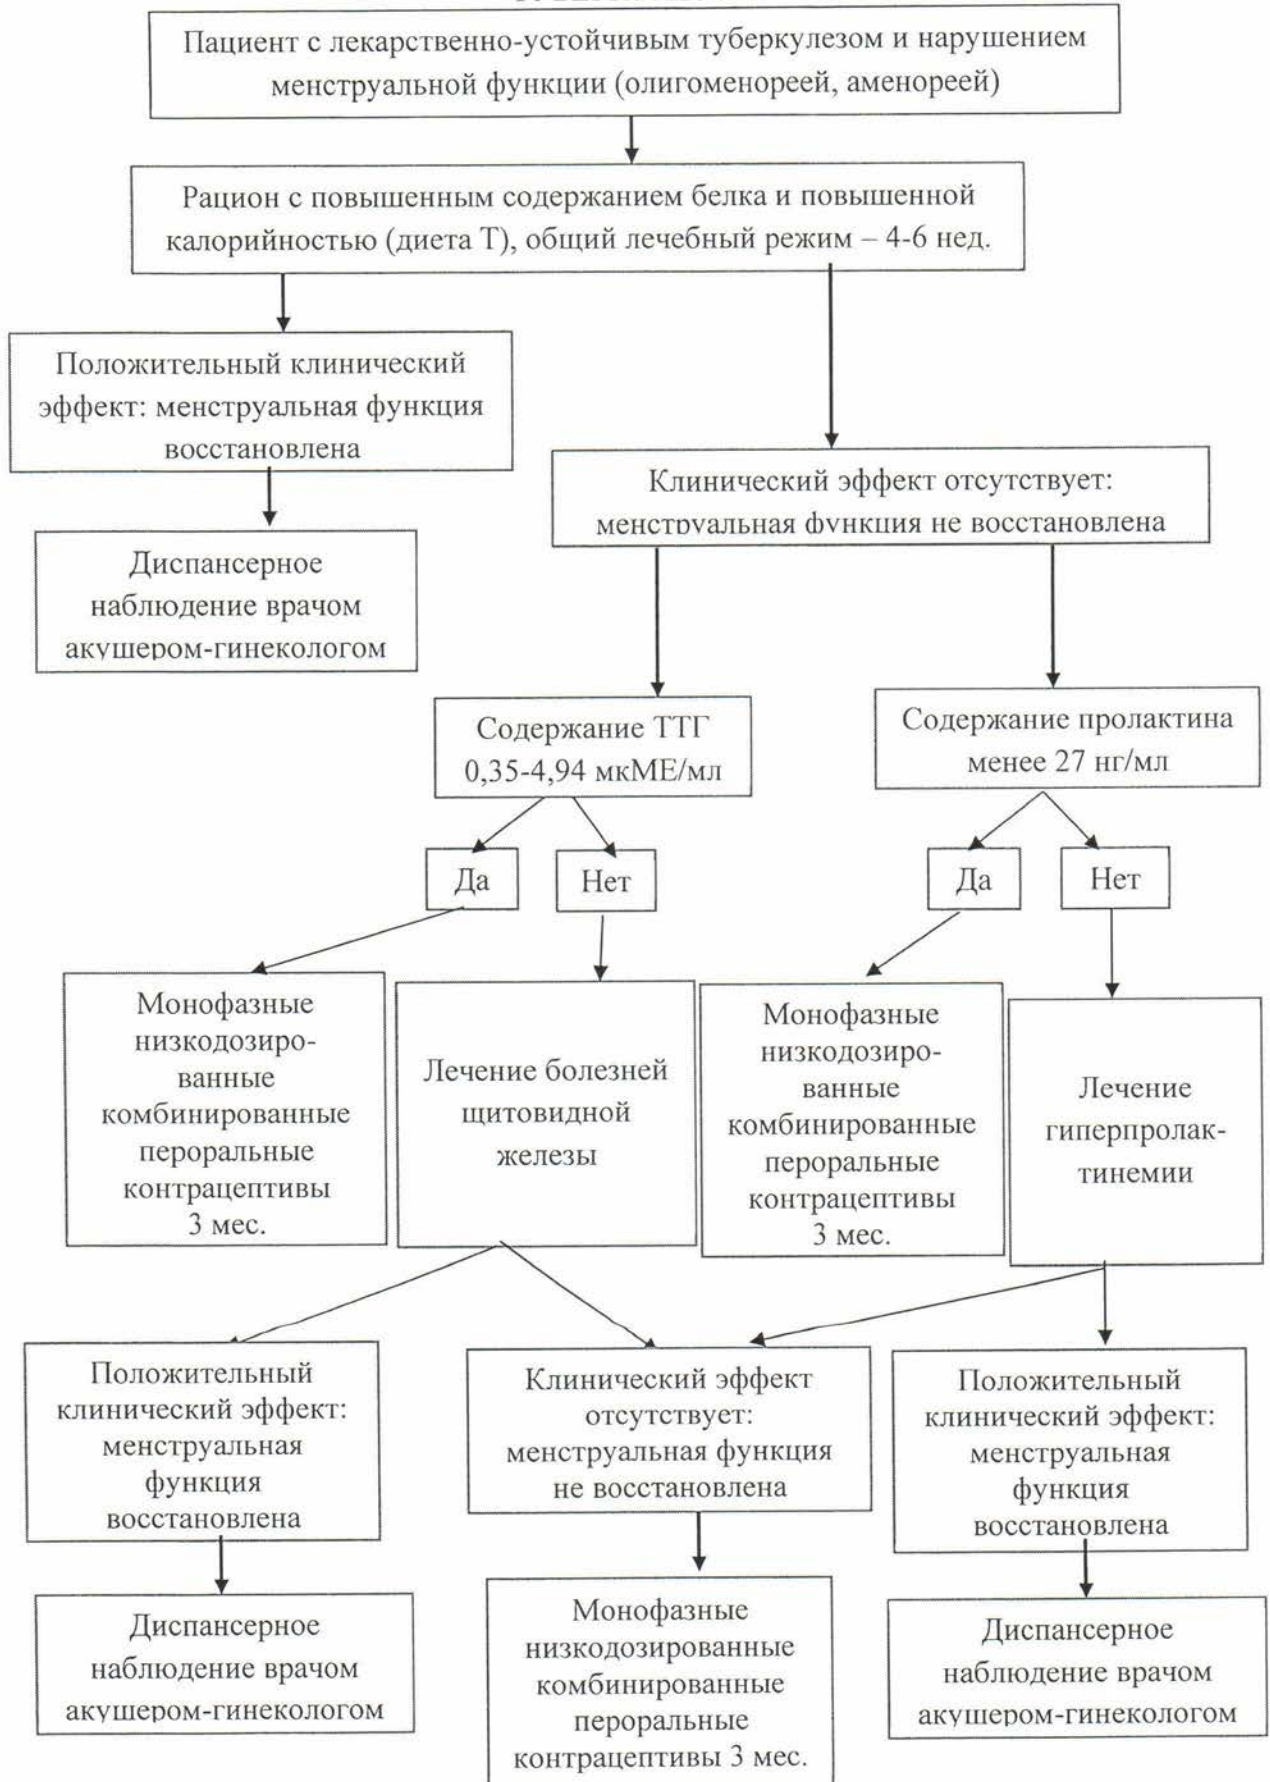 Пациент с лекарственно-устойчивым туберкулезом и нарушением
менструальной функции (олигоменореей, аменореей)
Рацион с повышенным содержанием белка и повышенной
калорийностью (диета Т), общий лечебный режим – 4-6 нед.
Положительный клинический
эффект: менструальная функция
восстановлена
Клинический эффект отсутствует:
менструальная функция не восстановлена
Диспансерное
наблюдение врачом
акушером-гинекологом
Содержание ТТГ
0,35-4,94 мкМЕ/мл
Содержание пролактина
менее 27 нг/мл
Да
Нет
Да
Нет
Монофазные
низкодозиро-
ванные
комбинированные
пероральные
контрацептивы
3 мес.
Лечение болезней
щитовидной
железы
Монофазные
низкодозиро-
ванные
комбинированные
пероральные
контрацептивы
3 мес.
Лечение
гиперпролак-
тинемии
Положительный
клинический эффект:
менструальная
функция
восстановлена
Клинический эффект
отсутствует:
менструальная функция
не восстановлена
Положительный
клинический эффект:
менструальная
функция
восстановлена
Диспансерное
наблюдение врачом
акушером-гинекологом
Монофазные
низкодозированные
комбинированные
пероральные
контрацептивы 3 мес.
Диспансерное
наблюдение врачом
акушером-гинекологом